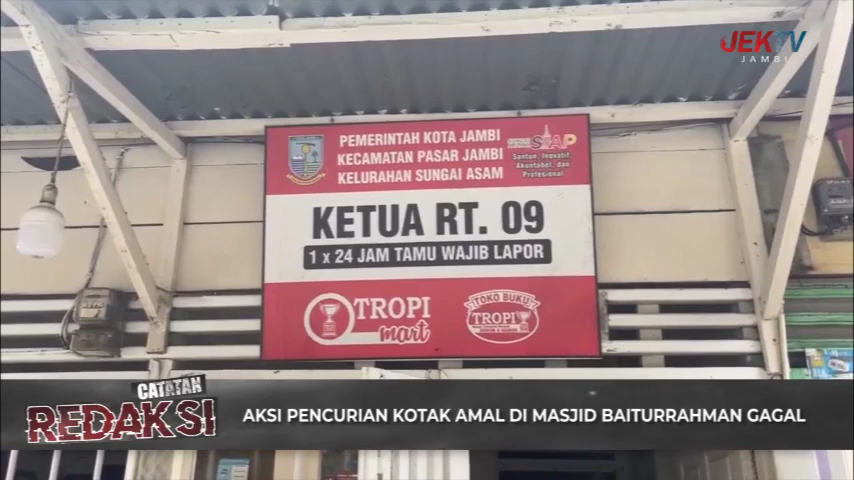 JEKTV
JAMBI
PEMERINTAH KOTA JAMBI
KECAMATAN PASAR JAMBI
KELURAHAN SUNGAI ASAM
SIAP
Santun, Inovatif,
Akuntabel, dan
Profesional
KETUA RT. 09
1 x 24 JAM TAMU WAJIB LAPOR
TROPI
mart
TOKO BUKU
TROPI
CATATAN
REDAKSI
AKSI PENCURIAN KOTAK AMAL DI MASJID BAITURRAHMAN GAGAL